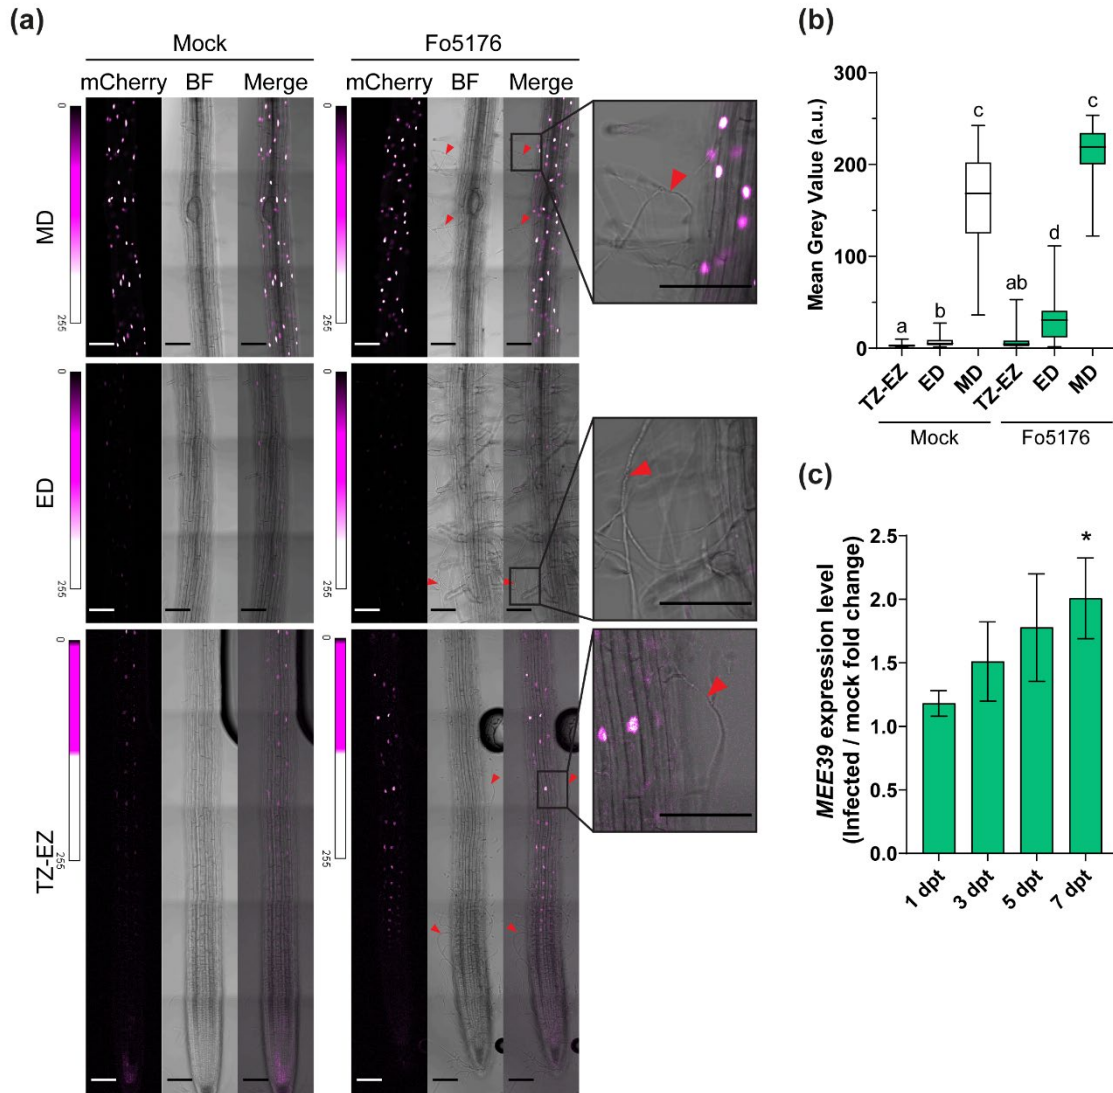 (a)
Mock
Fo5176
mCherry BF Merge
mCherry BF Merge
MD
0
255
0
255
ED
0
255
0
255
TZ-EZ
0
255
0
255
(b)
Mean Grey Value (a.u.)
300
200
100
0
a
b
c
ab
d
c
TZ-EZ
ED
MD
TZ-EZ
ED
MD
Mock
Fo5176
(c)
MEE39 expression level
(Infected / mock fold change)
2.5
2.0
1.5
1.0
0.5
0.0
*
1 dpt
3 dpt
5 dpt
7 dpt